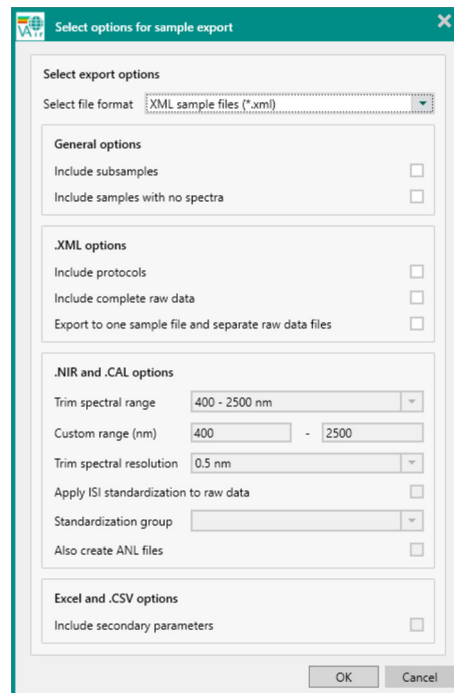 Select options for sample export
Select export options
Select file format XML sample files (*.xml)
General options
Include subsamples
Include samples with no spectra
.XML options
Include protocols
Include complete raw data
Export to one sample file and separate raw data files
.NIR and .CAL options
Trim spectral range 400 - 2500 nm
Custom range (nm) 400 - 2500
Trim spectral resolution 0.5 nm
Apply ISI standardization to raw data
Standardization group
Also create ANL files
Excel and .CSV options
Include secondary parameters
OK Cancel